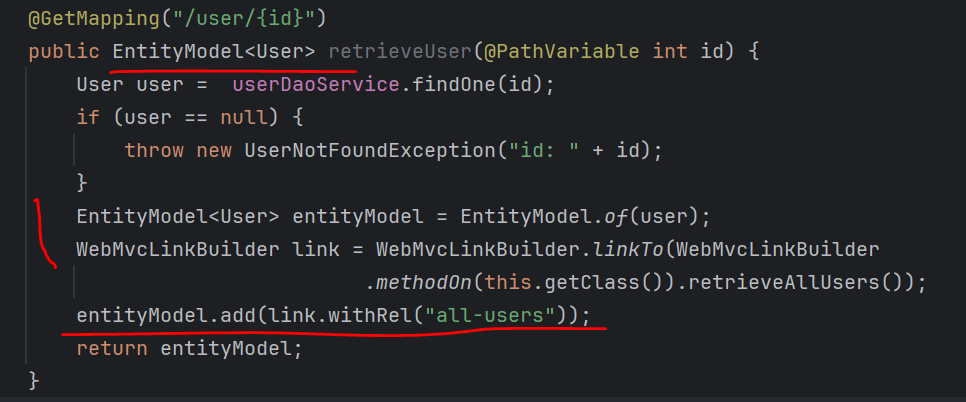 @GetMapping("/user/{id}")
public EntityModel<User> retrieveUser(@PathVariable int id) {
User user =  userDaoService.findOne(id);
if (user == null) {
throw new UserNotFoundException("id: " + id);
}
EntityModel<User> entityModel = EntityModel.of(user);
WebMvcLinkBuilder link = WebMvcLinkBuilder.linkTo(WebMvcLinkBuilder
.methodOn(this.getClass()).retrieveAllUsers());
entityModel.add(link.withRel("all-users"));
return entityModel;
}